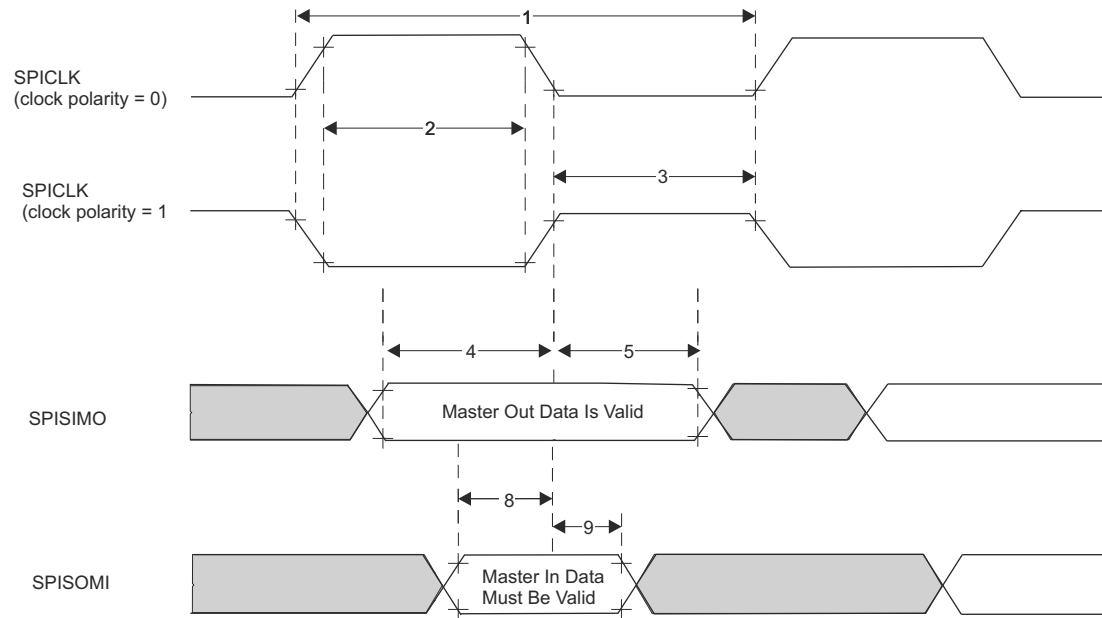 1
SPICLK
(clock polarity = 0)
2
3
SPICLK
(clock polarity = 1
4
5
Master Out Data Is Valid
SPISIMO
8
9
SPISOMI
Master In Data
Must Be Valid